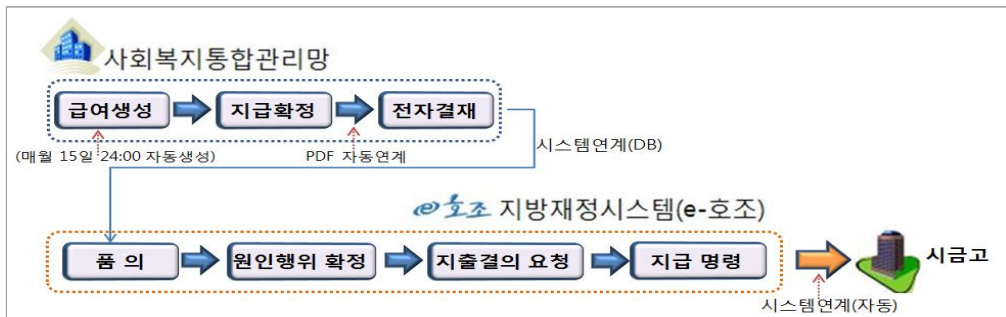 사회복지통합관리망
급여생성 지급확정 전자결재
(매월 15일 24:00 자동생성) PDF 자동연계
시스템연계(DB)
e호조 지방재정시스템(e-호조)
품 의 원인행위 확정 지출결의 요청 지급 명령 시금고
시스템연계(자동)